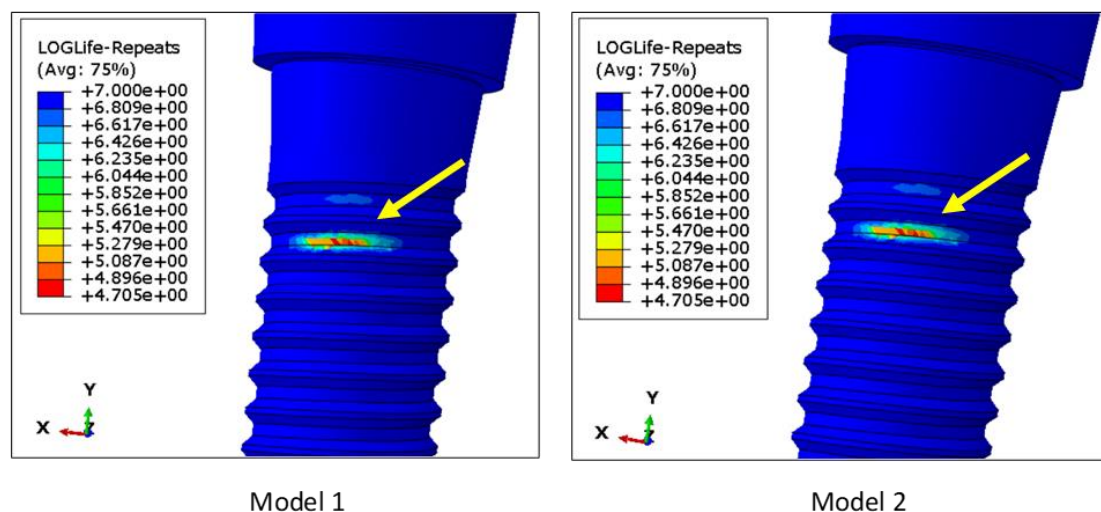 LOGLife-Repeats
(Avg: 75%)
+7.000e+00
+6.809e+00
+6.617e+00
+6.426e+00
+6.235e+00
+6.044e+00
+5.852e+00
+5.661e+00
+5.470e+00
+5.279e+00
+5.087e+00
+4.896e+00
+4.705e+00
Y
X
Z
Model 1
LOGLife-Repeats
(Avg: 75%)
+7.000e+00
+6.809e+00
+6.617e+00
+6.426e+00
+6.235e+00
+6.044e+00
+5.852e+00
+5.661e+00
+5.470e+00
+5.279e+00
+5.087e+00
+4.896e+00
+4.705e+00
Y
X
Z
Model 2